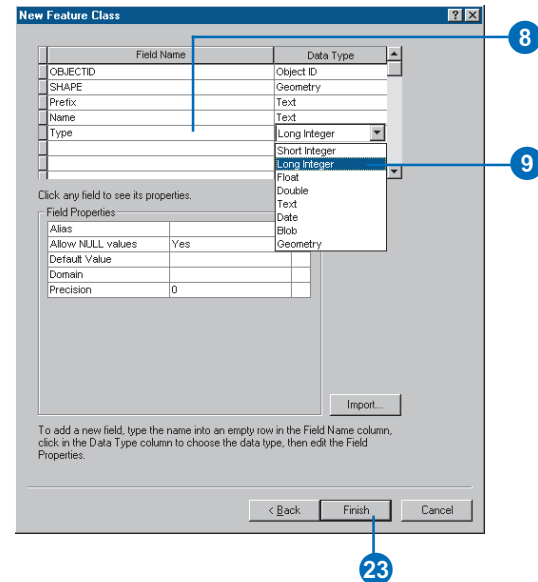 New Feature Class
? X
Field Name Data Type
8
OBJECTID Object ID
SHAPE Geometry
Prefix Text
Name Text
Type Long Integer
Short Integer
Long Integer
9
Float
Double
Text
Date
Blob
Geometry
Click any field to see its properties.
Field Properties
Alias
Allow NULL values Yes
Default Value
Domain
Precision 0
Import...
To add a new field, type the name into an empty row in the Field Name column,
click in the Data Type column to choose the data type, then edit the Field
Properties.
< Back Finish Cancel
23